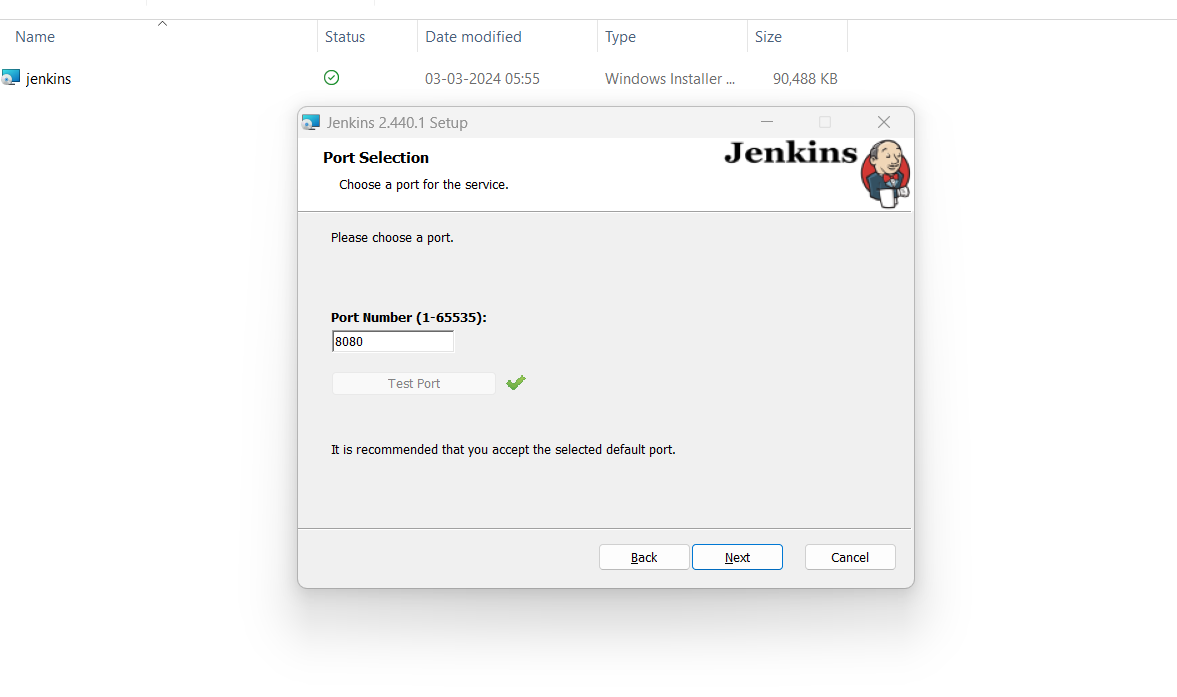 Name Status Date modified Type Size
jenkins 03-03-2024 05:55 Windows Installer ... 90,488 KB
Jenkins 2.440.1 Setup
Port Selection
Jenkins
Choose a port for the service.
Please choose a port.
Port Number (1-65535):
8080
Test Port
It is recommended that you accept the selected default port.
Back Next Cancel